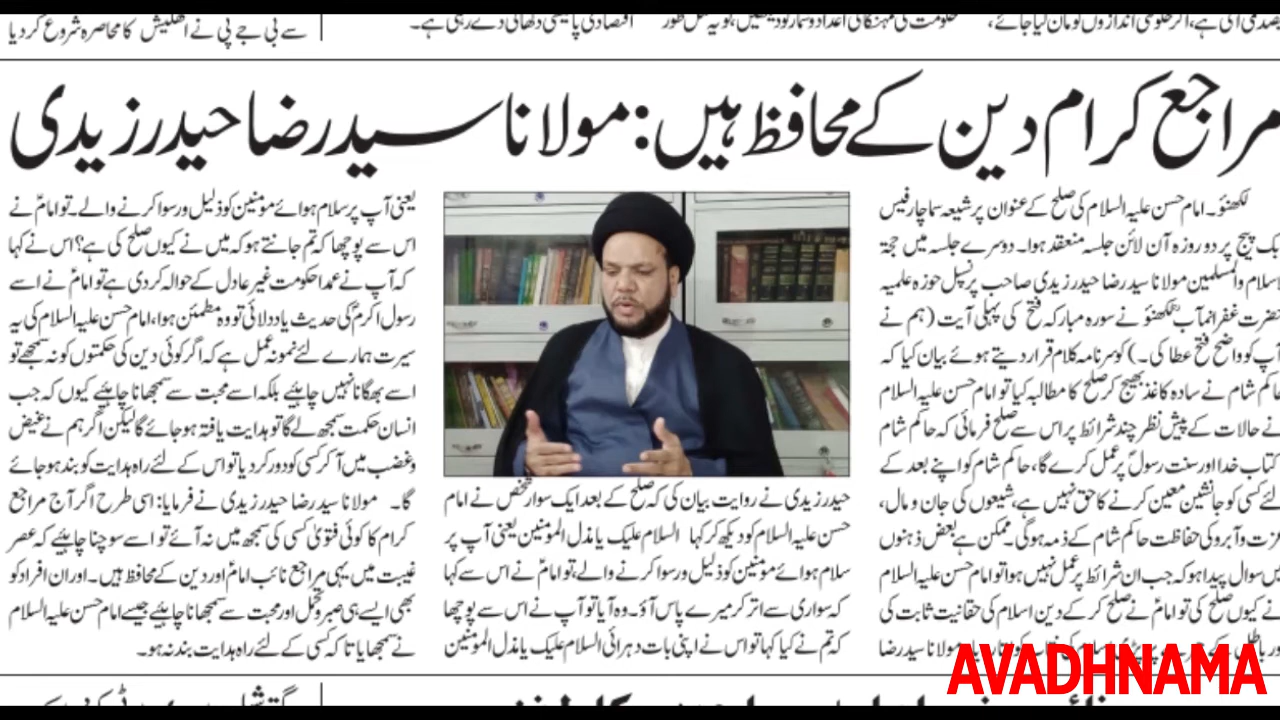 سے بی جے پی نے الیکشن کا محاصرہ شروع کردیا
مراجع کرام دین کے محافظ ہیں: مولانا سید رضا حیدر زیدی
لکھنؤ۔ امام حسن علیہ السلام کی صلح کے عنوان پر شیعہ سماچار فیس
بک پیج پر دو روزہ آن لائن جلسہ منعقد ہوا۔ دوسرے جلسہ میں حجۃ
لاسلام والمسلمین مولانا سید رضا حیدر زیدی صاحب پرنسپل حوزہ علمیہ
حضرت غفرانمآبؒ لکھنؤ نے سورہ مبارکہ فتح کی پہلی آیت (ہم نے
آپ کو واضح فتح عطا کی۔) کو سرنامہ کلام قرار دیتے ہوئے بیان کیا کہ
حاکم شام نے سادہ کاغذ بھیج کر صلح کا مطالبہ کیا تو امام حسن علیہ السلام
نے حالات کے پیش نظر چند شرائط پر اس سے صلح فرمائی کہ حاکم شام
کتاب خدا اور سنت رسولؐ پر عمل کرے گا، حاکم شام کو اپنے بعد کے
لئے کسی کو جانشین معین کرنے کا حق نہیں ہے، شیعوں کی جان و مال،
عزت و آبرو کی حفاظت حاکم شام کے ذمہ ہوگی۔ ممکن ہے بعض ذہنوں
میں سوال پیدا ہو کہ جب ان شرائط پر عمل نہیں ہوا تو امام حسن علیہ السلام
نے کیوں صلح کی تو امامؑ نے صلح کر کے دین اسلام کی حقانیت ثابت کی
مولانا سید رضا
حیدر زیدی نے روایت بیان کی کہ صلح کے بعد ایک سوار شخص نے امام
حسن علیہ السلام کو دیکھ کر کہا السلام علیک یا مذل المومنین یعنی آپ پر
سلام ہوائے مومنین کو ذلیل و رسوا کرنے والے، تو امامؑ نے اس سے کہا
کہ سواری سے اتر کر میرے پاس آؤ۔ وہ آیا تو آپ نے اس سے پوچھا
کہ تم نے کیا کہا تو اس نے اپنی بات دہرائی السلام علیک یا مذل المومنین
یعنی آپ پر سلام ہوائے مومنین کو ذلیل و رسوا کرنے والے۔ تو امامؑ نے
اس سے پوچھا کہ تم جانتے ہو کہ میں نے کیوں صلح کی ہے؟ اس نے کہا
کہ آپ نے عمدا حکومت غیر عادل کے حوالہ کر دی ہے تو امامؑ نے اسے
رسول اکرمؐ کی حدیث یاد دلائی تو وہ مطمئن ہوا، امام حسن علیہ السلام کی یہ
سیرت ہمارے لئے نمونہ عمل ہے کہ اگر کوئی دین کی حکمتوں کو نہ سمجھے تو
اسے بھگانا نہیں چاہیئے بلکہ اسے محبت سے سمجھانا چاہیئے کیوں کہ جب
انسان حکمت سمجھ لے گا تو ہدایت یافتہ ہو جائے گا لیکن اگر ہم نے غیض
و غضب میں آ کر کسی کو دور کر دیا تو اس کے لئے راہ ہدایت کو بند ہو جائے
گا۔ مولانا سید رضا حیدر زیدی نے فرمایا: اسی طرح اگر آج مراجع
کرام کا کوئی فتویٰ کسی کی سمجھ میں نہ آئے تو اسے سوچنا چاہیئے کہ عصر
غیبت میں یہی مراجع نائب امامؑ اور دین کے محافظ ہیں۔ اور ان افراد کو
بھی ایسے ہی صبر و تحمل اور محبت سے سمجھانا چاہیئے جیسے امام حسن علیہ السلام
نے سمجھایا تا کہ کسی کے لئے راہ ہدایت بند نہ ہو۔
AVADHNAMA